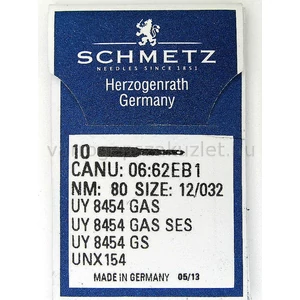 SCHMETZ
NEEDLES SINCE 1851
Herzogenrath
Germany
10
CANU: 06:62EB1
NM: 80 SIZE: 12/032
UY 8454 GAS
UY 8454 GAS SES
UY 8454 GS
UNX154
MADE IN GERMANY 05/13